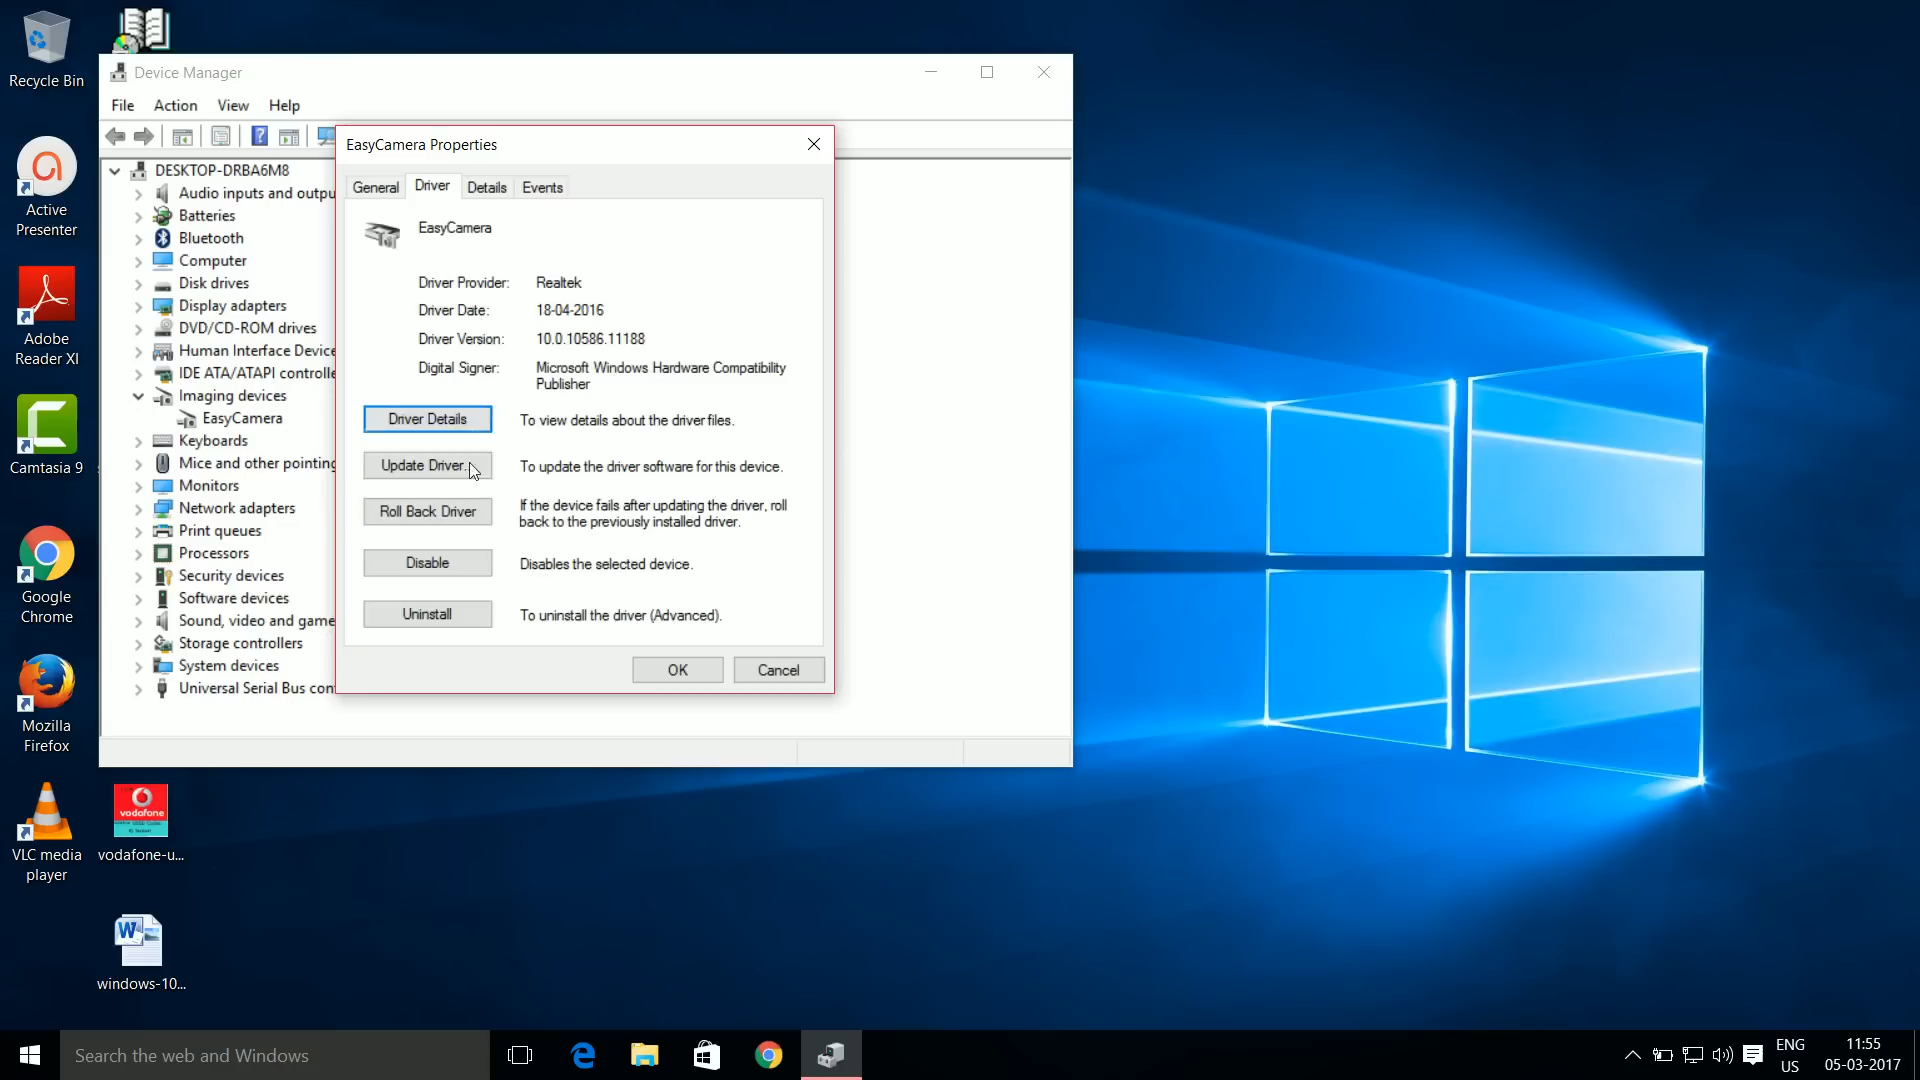 Recycle Bin
Active
Presenter
Adobe
Reader XI
Camtasia 9
Google
Chrome
Mozilla
Firefox
VLC media
player
vodafone
vodafone-u...
windows-10...
Device Manager
File Action View Help
DESKTOP-DRBA6M8
Audio inputs and outpu
Batteries
Bluetooth
Computer
Disk drives
Display adapters
DVD/CD-ROM drives
Human Interface Device
IDE ATA/ATAPI controlle
Imaging devices
EasyCamera
Keyboards
Mice and other pointing
Monitors
Network adapters
Print queues
Processors
Security devices
Software devices
Sound, video and game
Storage controllers
System devices
Universal Serial Bus con
EasyCamera Properties
General Driver Details Events
EasyCamera
Driver Provider: Realtek
Driver Date: 18-04-2016
Driver Version: 10.0.10586.11188
Digital Signer: Microsoft Windows Hardware Compatibility
Publisher
Driver Details To view details about the driver files.
Update Driver.. To update the driver software for this device.
Roll Back Driver If the device fails after updating the driver, roll
back to the previously installed driver.
Disable Disables the selected device.
Uninstall To uninstall the driver (Advanced).
OK Cancel
Search the web and Windows
ENG
US
11:55
05-03-2017